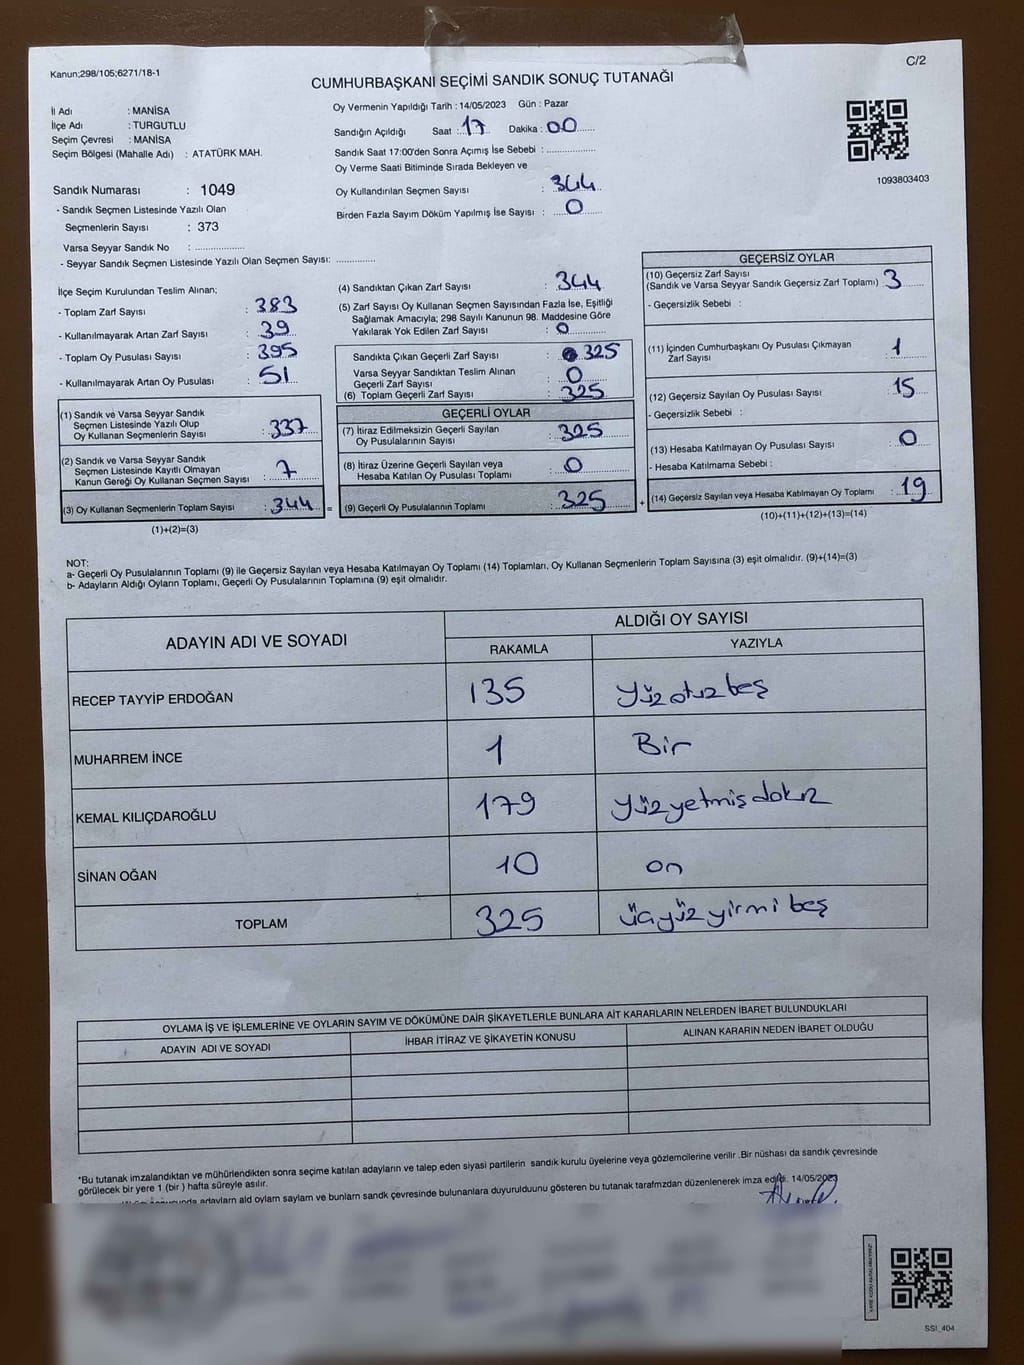 Kanun;298/105;6271/18-1
C/2
CUMHURBAŞKANI SEÇİMİ SANDIK SONUÇ TUTANAĞI
İl Adı : MANİSA
İlçe Adı : TURGUTLU
Seçim Çevresi : MANİSA
Seçim Bölgesi (Mahalle Adı) : ATATÜRK MAH.
Oy Vermenin Yapıldığı Tarih : 14/05/2023 Gün : Pazar
Sandığın Açıldığı Saat :.17.. Dakika : 00......
Sandık Saat 17:00'den Sonra Açımış İse Sebebi : ..................
Oy Verme Saati Bitiminde Sırada Bekleyen ve
Oy Kullandırılan Seçmen Sayısı : 344
Birden Fazla Sayım Döküm Yapılmış İse Sayısı : 0
1093803403
Sandık Numarası : 1049
- Sandık Seçmen Listesinde Yazılı Olan
Seçmenlerin Sayısı : 373
Varsa Seyyar Sandık No : ..................
- Seyyar Sandık Seçmen Listesinde Yazılı Olan Seçmen Sayısı: ..............
İlçe Seçim Kurulundan Teslim Alınan;
- Toplam Zarf Sayısı : 383
- Kullanılmayarak Artan Zarf Sayısı : 39
- Toplam Oy Pusulası Sayısı : 395
- Kullanılmayarak Artan Oy Pusulası : 51
(1) Sandık ve Varsa Seyyar Sandık
Seçmen Listesinde Yazılı Olup
Oy Kullanan Seçmenlerin Sayısı : 337
(2) Sandık ve Varsa Seyyar Sandık
Seçmen Listesinde Kayıtlı Olmayan
Kanun Gereği Oy Kullanan Seçmen Sayısı : 7
(3) Oy Kullanan Seçmenlerin Toplam Sayısı : 344 =
(1)+(2)=(3)
(4) Sandıktan Çıkan Zarf Sayısı : 344
(5) Zarf Sayısı Oy Kullanan Seçmen Sayısından Fazla İse, Eşitliği
Sağlamak Amacıyla; 298 Sayılı Kanunun 98. Maddesine Göre
Yakılarak Yok Edilen Zarf Sayısı : 0
Sandıkta Çıkan Geçerli Zarf Sayısı : 325
Varsa Seyyar Sandıktan Teslim Alınan
Geçerli Zarf Sayısı : 0
(6) Toplam Geçerli Zarf Sayısı : 325
GEÇERLİ OYLAR
(7) İtiraz Edilmeksizin Geçerli Sayılan
Oy Pusulalarının Sayısı : 325
(8) İtiraz Üzerine Geçerli Sayılan veya
Hesaba Katılan Oy Pusulası Toplamı : 0
(9) Geçerli Oy Pusulalarının Toplamı : 325 +
GEÇERSİZ OYLAR
(10) Geçersiz Zarf Sayısı
(Sandık ve Varsa Seyyar Sandık Geçersiz Zarf Toplamı) : 3
- Geçersizlik Sebebi :
(11) İçinden Cumhurbaşkanı Oy Pusulası Çıkmayan
Zarf Sayısı : 1
(12) Geçersiz Sayılan Oy Pusulası Sayısı : 15
- Geçersizlik Sebebi :
(13) Hesaba Katılmayan Oy Pusulası Sayısı : 0
- Hesaba Katılmama Sebebi :
(14) Geçersiz Sayılan veya Hesaba Katılmayan Oy Toplamı : 19
(10)+(11)+(12)+(13)=(14)
NOT:
a- Geçerli Oy Pusulalarının Toplamı (9) ile Geçersiz Sayılan veya Hesaba Katılmayan Oy Toplamı (14) Toplamları, Oy Kullanan Seçmenlerin Toplam Sayısına (3) eşit olmalıdır. (9)+(14)=(3)
b- Adayların Aldığı Oyların Toplamı, Geçerli Oy Pusulalarının Toplamına (9) eşit olmalıdır.
ADAYIN ADI VE SOYADI ALDIĞI OY SAYISI
RAKAMLA YAZIYLA
RECEP TAYYİP ERDOĞAN 135 yüzotuzbeş
MUHARREM İNCE 1 Bir
KEMAL KILIÇDAROĞLU 179 yüzyetmişdokuz
SİNAN OĞAN 10 on
TOPLAM 325 üçyüzyirmi beş
OYLAMA İŞ VE İŞLEMLERİNE VE OYLARIN SAYIM VE DÖKÜMÜNE DAİR ŞİKAYETLERLE BUNLARA AİT KARARLARIN NELERDEN İBARET BULUNDUKLARI
ADAYIN ADI VE SOYADI İHBAR İTİRAZ VE ŞİKAYETİN KONUSU ALINAN KARARIN NEDEN İBARET OLDUĞU
*Bu tutanak imzalandıktan ve mühürlendikten sonra seçime katılan adayların ve talep eden siyasi partilerin sandık kurulu üyelerine veya gözlemcilerine verilir .Bir nüshası da sandık çevresinde
görülecek bir yere 1 (bir ) hafta süreyle asılır.
adayların ald oyların sayıların ve bunların sandk çevresinde bulunanlara duyurulduunu gösteren bu tutanak tarafmzdan düzenlenerek imza edildi. 14/05/2023
SSI_404